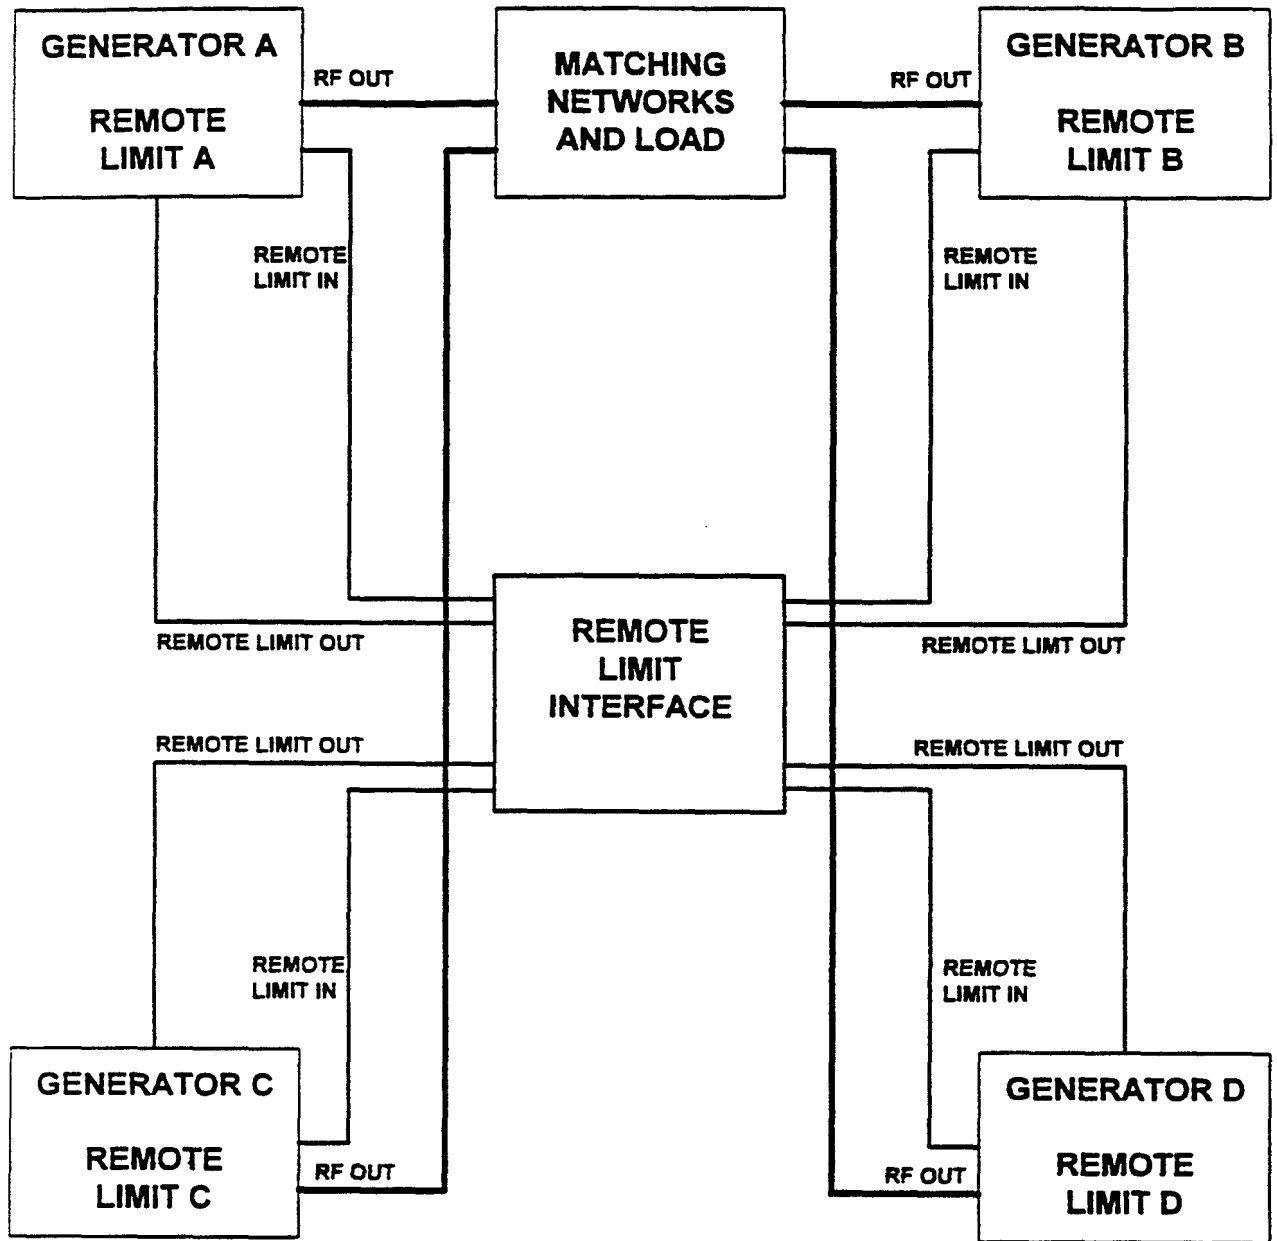 GENERATOR A
REMOTE
LIMIT A
RF OUT
MATCHING
NETWORKS
AND LOAD
RF OUT
GENERATOR B
REMOTE
LIMIT B
REMOTE
LIMIT IN
REMOTE
LIMIT IN
REMOTE LIMIT OUT
REMOTE
LIMIT
INTERFACE
REMOTE LIMT OUT
REMOTE LIMIT OUT
REMOTE LIMIT OUT
REMOTE
LIMIT IN
REMOTE
LIMIT IN
GENERATOR C
REMOTE
LIMIT C
RF OUT
RF OUT
GENERATOR D
REMOTE
LIMIT D